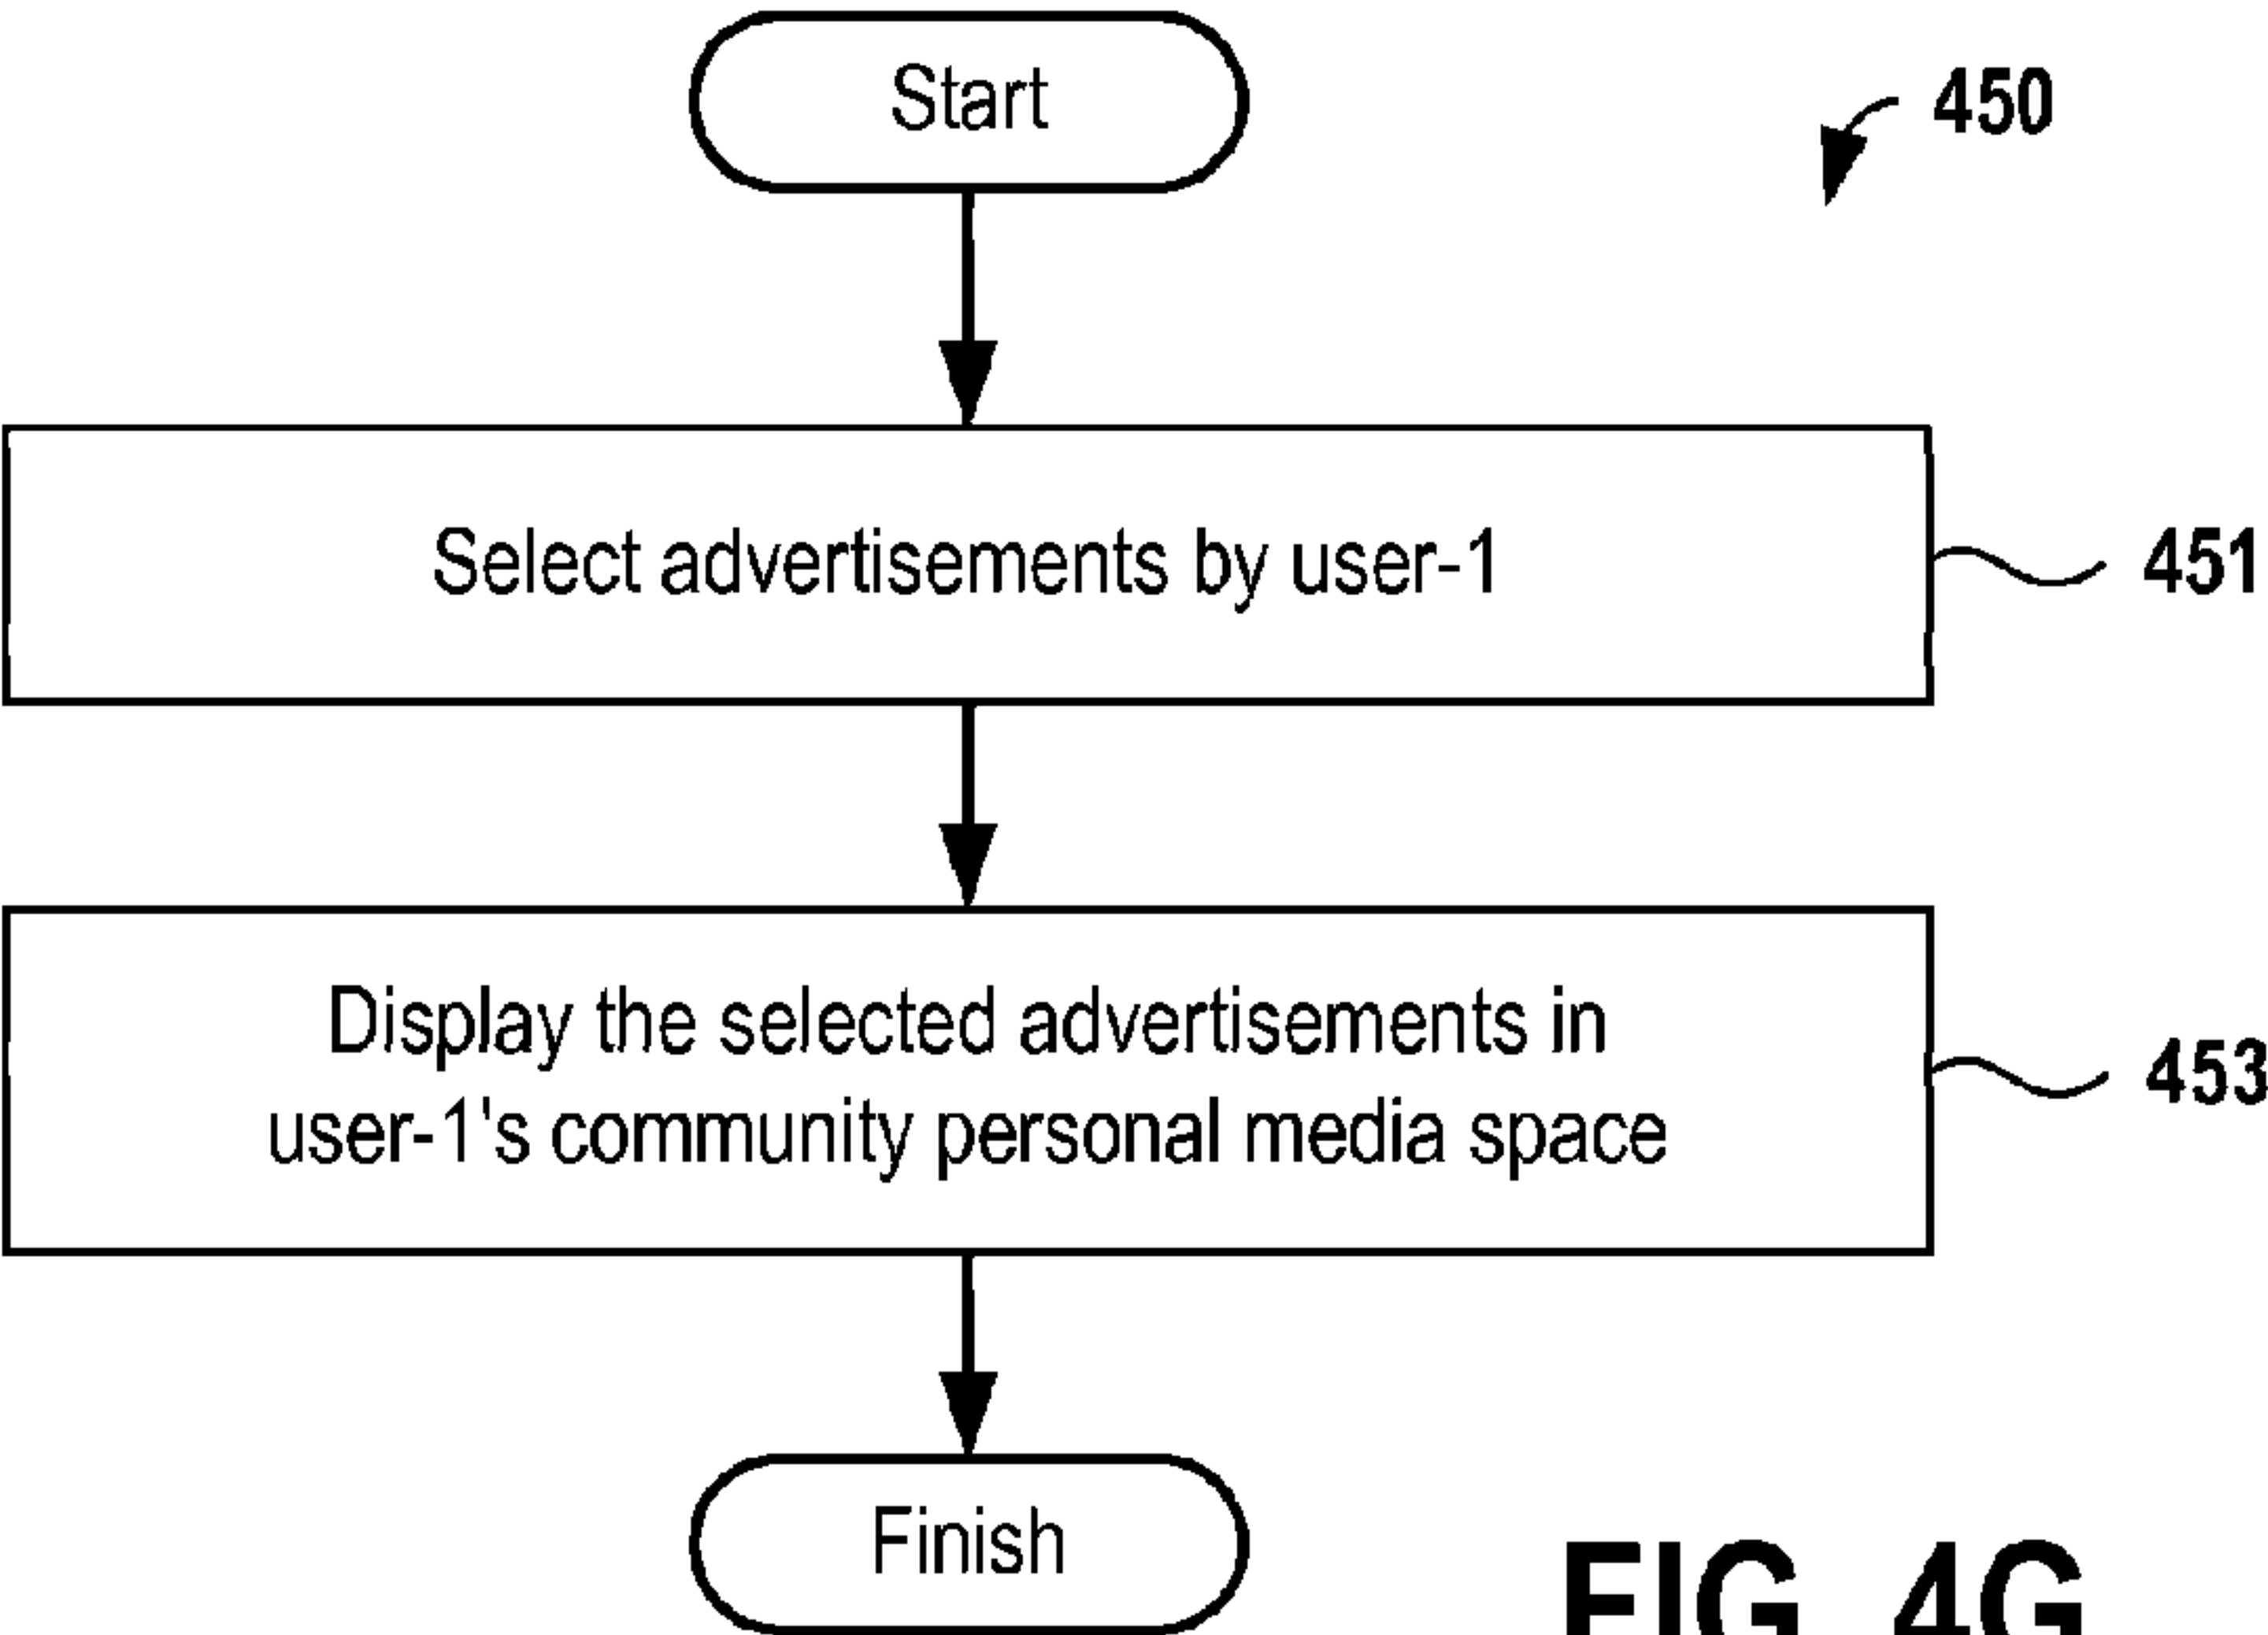 Start
450
Select advertisements by user-1
451
Display the selected advertisements in
user-1's community personal media space
453
Finish
FIG. 4G